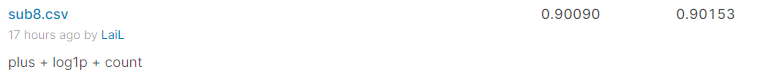 sub8.csv 0.90090 0.90153
17 hours ago by LaiL
plus + log1p + count